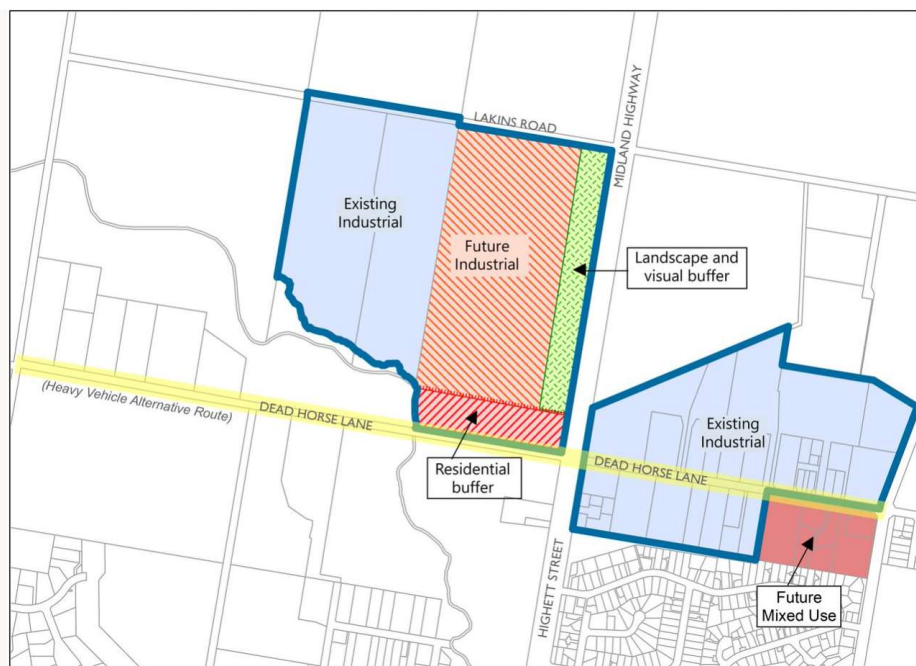 MIDLAND HIGHWAY
LAKINS ROAD
Existing
Industrial
Future
Industrial
Landscape and
visual buffer
(Heavy Vehicle Alternative Route)
DEAD HORSE LANE
Residential
buffer
Existing
Industrial
DEAD HORSE LANE
HIGHETT STREET
Future
Mixed Use